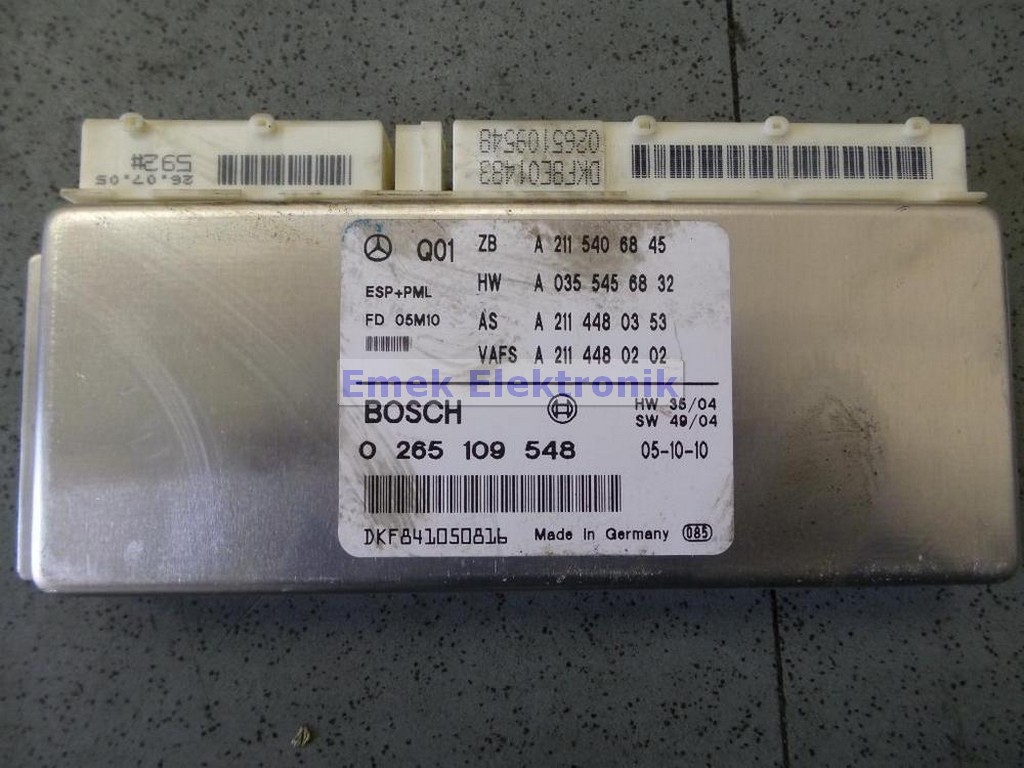 592#
26.07.05
DKF8E01483
0265109548
Q01
ZB A 211 540 68 45
ESP+PML
HW A 035 545 68 32
FD 05M10
AS A 211 448 03 53
VAFS A 211 448 02 02
Emek Elektronik
BOSCH
HW 35/04
SW 49/04
0 265 109 548
05-10-10
DKF841050816
Made in Germany
085